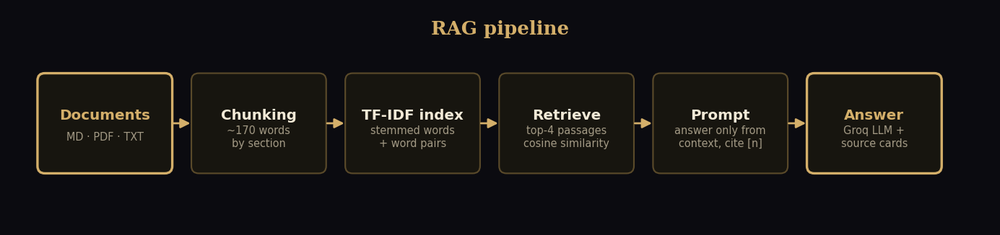 RAG pipeline
Documents
MD · PDF · TXT
Chunking
~170 words
by section
TF-IDF index
stemmed words
+ word pairs
Retrieve
top-4 passages
cosine similarity
Prompt
answer only from
context, cite [n]
Answer
Groq LLM +
source cards